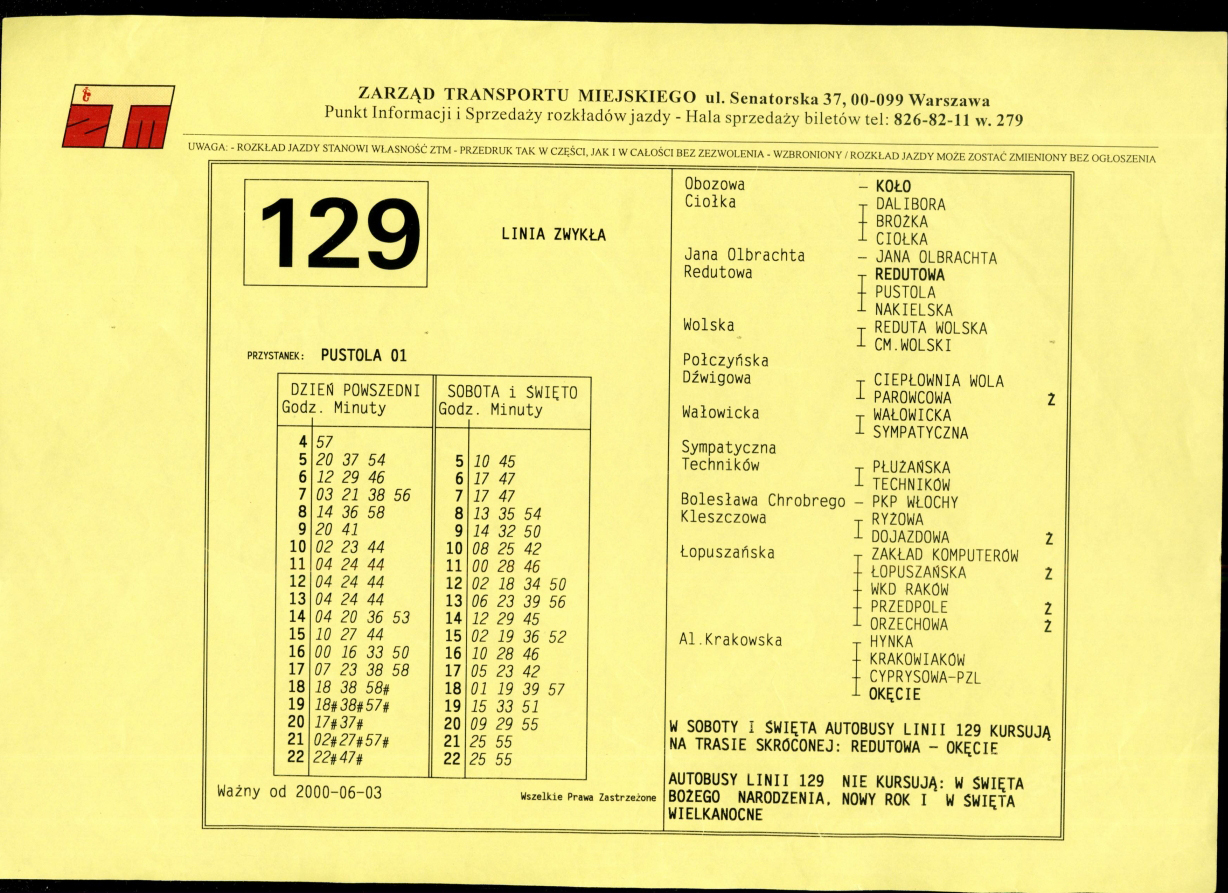 ZTM
ZARZĄD TRANSPORTU MIEJSKIEGO ul. Senatorska 37, 00-099 Warszawa
Punkt Informacji i Sprzedaży rozkładów jazdy - Hala sprzedaży biletów tel: 826-82-11 w. 279
UWAGA: - ROZKŁAD JAZDY STANOWI WŁASNOŚĆ ZTM - PRZEDRUK TAK W CZĘŚCI, JAK I W CAŁOŚCI BEZ ZEZWOLENIA - WZBRONIONY / ROZKŁAD JAZDY MOŻE ZOSTAĆ ZMIENIONY BEZ OGŁOSZENIA
129
LINIA ZWYKŁA
PRZYSTANEK: PUSTOLA 01
DZIEŃ POWSZEDNI
Godz. Minuty
4 57
5 20 37 54
6 12 29 46
7 03 21 38 56
8 14 36 58
9 20 41
10 02 23 44
11 04 24 44
12 04 24 44
13 04 24 44
14 04 20 36 53
15 10 27 44
16 00 16 33 50
17 07 23 38 58
18 18 38 58#
19 18#38#57#
20 17#37#
21 02#27#57#
22 22#47#
SOBOTA i ŚWIĘTO
Godz. Minuty
5 10 45
6 17 47
7 17 47
8 13 35 54
9 14 32 50
10 08 25 42
11 00 28 46
12 02 18 34 50
13 06 23 39 56
14 12 29 45
15 02 19 36 52
16 10 28 46
17 05 23 42
18 01 19 39 57
19 15 33 51
20 09 29 55
21 25 55
22 25 55
Ważny od 2000-06-03
Wszelkie Prawa Zastrzeżone
Obozowa – KOŁO
Ciołka DALIBORA
BROŻKA
CIOŁKA
Jana Olbrachta – JANA OLBRACHTA
Redutowa REDUTOWA
PUSTOLA
NAKIELSKA
Wolska REDUTA WOLSKA
CM.WOLSKI
Połczyńska
Dźwigowa CIEPŁOWNIA WOLA
PAROWCOWA Ż
Wałowicka WAŁOWICKA
SYMPATYCZNA
Sympatyczna
Techników PŁUŻAŃSKA
TECHNIKÓW
Bolesława Chrobrego – PKP WŁOCHY
Kleszczowa RYŻOWA
DOJAZDOWA Ż
Łopuszańska ZAKŁAD KOMPUTERÓW
ŁOPUSZAŃSKA Ż
WKD RAKÓW
PRZEDPOLE Ż
ORZECHOWA Ż
Al.Krakowska HYNKA
KRAKOWIAKÓW
CYPRYSOWA–PZL
OKĘCIE
W SOBOTY I ŚWIĘTA AUTOBUSY LINII 129 KURSUJĄ
NA TRASIE SKRÓCONEJ: REDUTOWA – OKĘCIE
AUTOBUSY LINII 129 NIE KURSUJĄ: W ŚWIĘTA
BOŻEGO NARODZENIA, NOWY ROK I W ŚWIĘTA
WIELKANOCNE